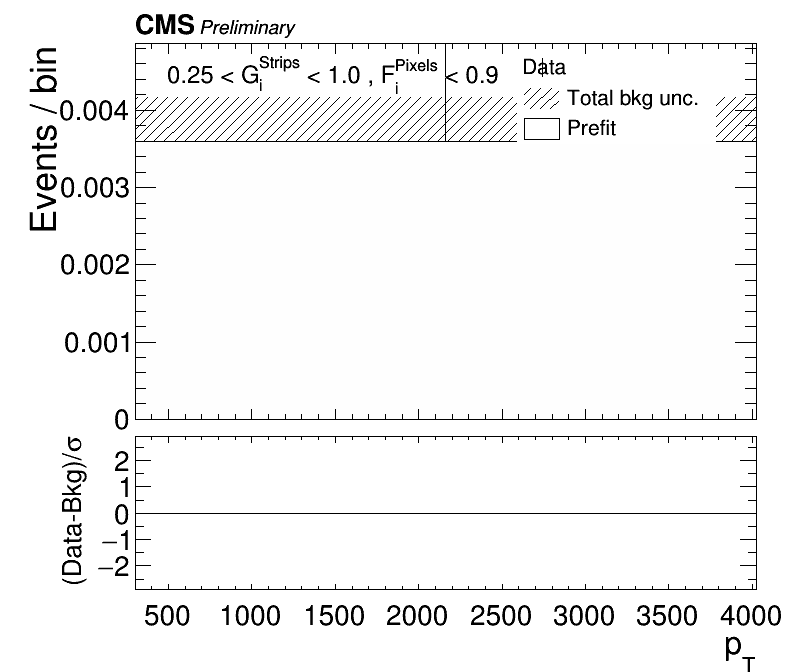 CMS Preliminary
Events / bin
0.25 < G_i^Strips < 1.0 , F_i^Pixels < 0.9
Data
Total bkg unc.
Prefit
0.004
0.003
0.002
0.001
0
(Data-Bkg)/σ
2
1
0
−1
−2
500 1000 1500 2000 2500 3000 3500 4000
p_T